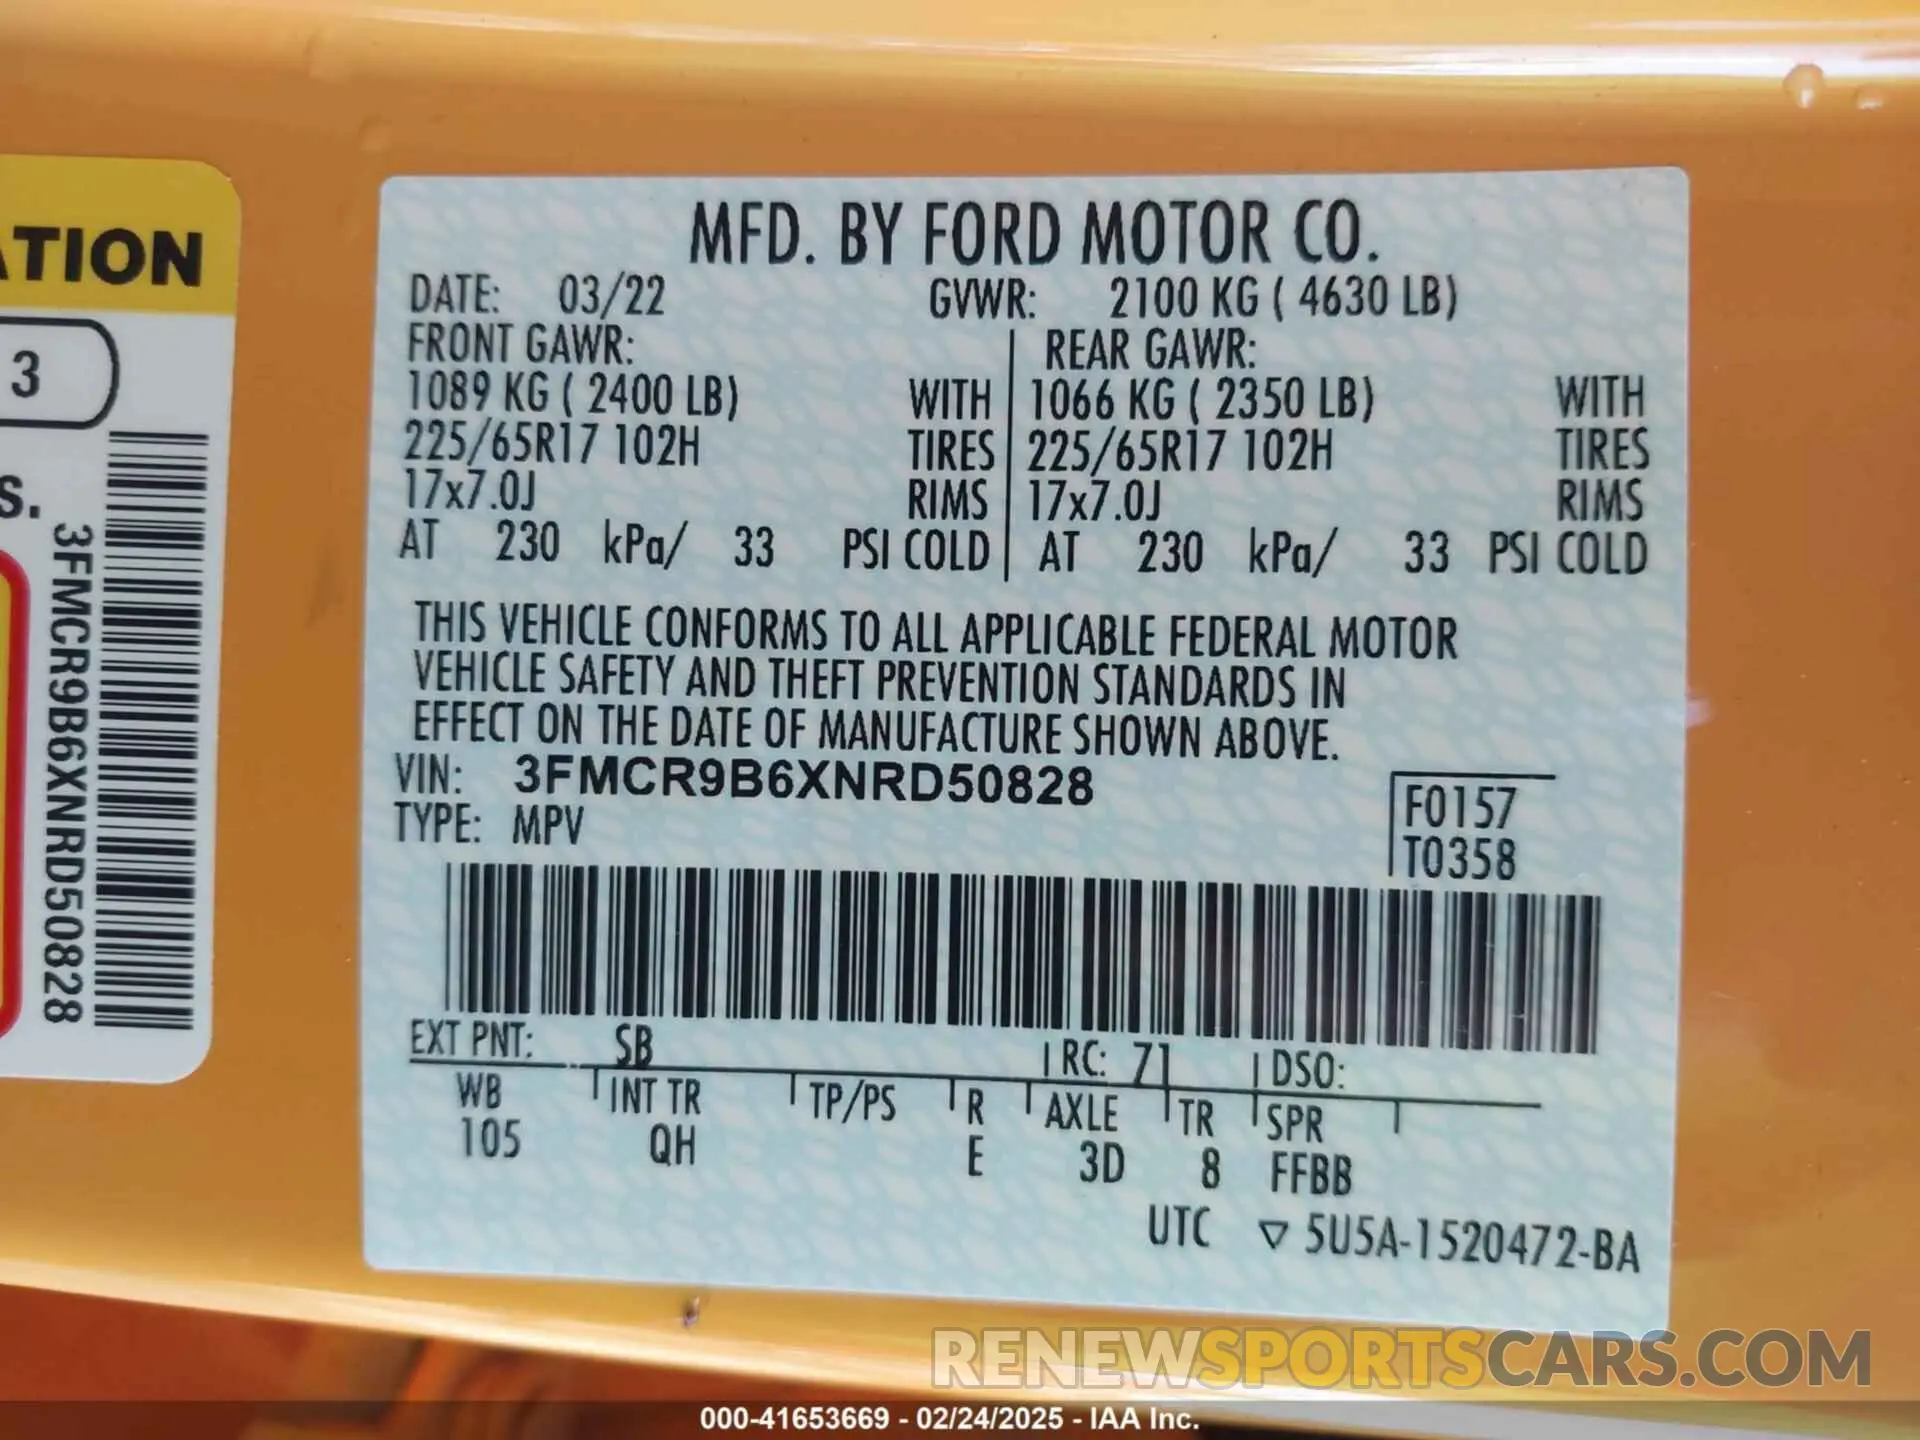 ATION
3
S.
3FMCR9B6XNRD50828
MFD. BY FORD MOTOR CO.
DATE: 03/22 GVWR: 2100 KG ( 4630 LB)
FRONT GAWR: REAR GAWR:
1089 KG ( 2400 LB) WITH 1066 KG ( 2350 LB) WITH
225/65R17 102H TIRES 225/65R17 102H TIRES
17x7.0J RIMS 17x7.0J RIMS
AT 230 kPa/ 33 PSI COLD AT 230 kPa/ 33 PSI COLD
THIS VEHICLE CONFORMS TO ALL APPLICABLE FEDERAL MOTOR
VEHICLE SAFETY AND THEFT PREVENTION STANDARDS IN
EFFECT ON THE DATE OF MANUFACTURE SHOWN ABOVE.
VIN: 3FMCR9B6XNRD50828
TYPE: MPV
F0157
T0358
EXT PNT: SB RC: 71 DSO:
WB INT TR TP/PS R AXLE TR SPR
105 QH E 3D 8 FFBB
UTC ▽ 5U5A-1520472-BA
RENEWSPORTSCARS.COM
000-41653669 - 02/24/2025 - IAA Inc.